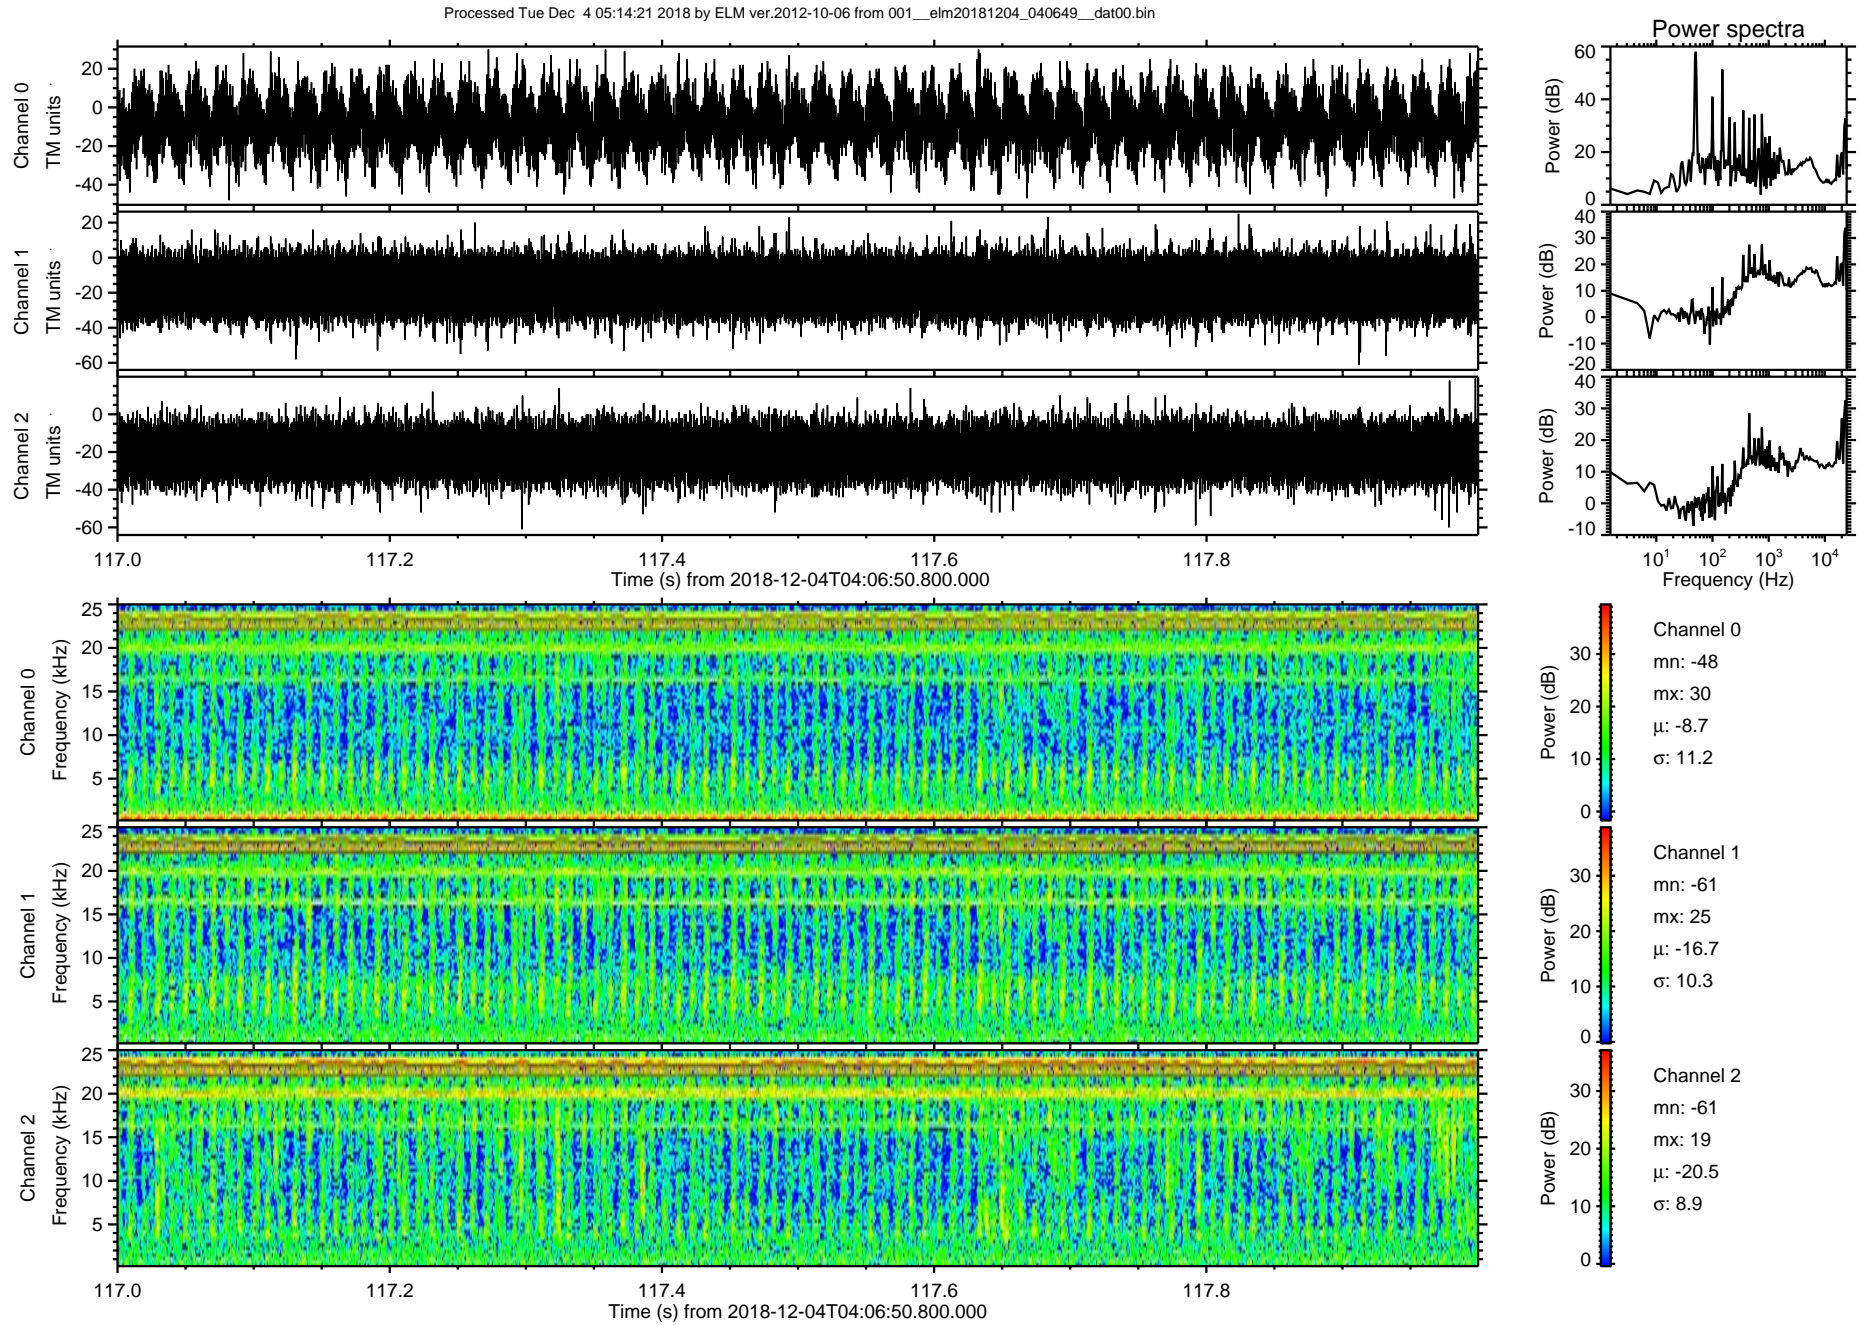 Processed Tue Dec  4 05:14:21 2018 by ELM ver.2012-10-06 from 001__elm20181204_040649__dat00.bin
Power spectra
Channel 0
TM units
20
0
-20
-40
Power (dB)
60
40
20
0
Channel 1
TM units
20
0
-20
-40
-60
Power (dB)
40
30
20
10
0
-10
-20
Channel 2
TM units
0
-20
-40
-60
Power (dB)
40
30
20
10
0
-10
117.0 117.2 117.4 117.6 117.8
Time (s) from 2018-12-04T04:06:50.800.000
10¹ 10² 10³ 10⁴
Frequency (Hz)
Channel 0
Frequency (kHz)
25
20
15
10
5
Power (dB)
30
20
10
0
Channel 0
mn: -48
mx: 30
μ: -8.7
σ: 11.2
Channel 1
Frequency (kHz)
25
20
15
10
5
Power (dB)
30
20
10
0
Channel 1
mn: -61
mx: 25
μ: -16.7
σ: 10.3
Channel 2
Frequency (kHz)
25
20
15
10
5
Power (dB)
30
20
10
0
Channel 2
mn: -61
mx: 19
μ: -20.5
σ: 8.9
117.0 117.2 117.4 117.6 117.8
Time (s) from 2018-12-04T04:06:50.800.000